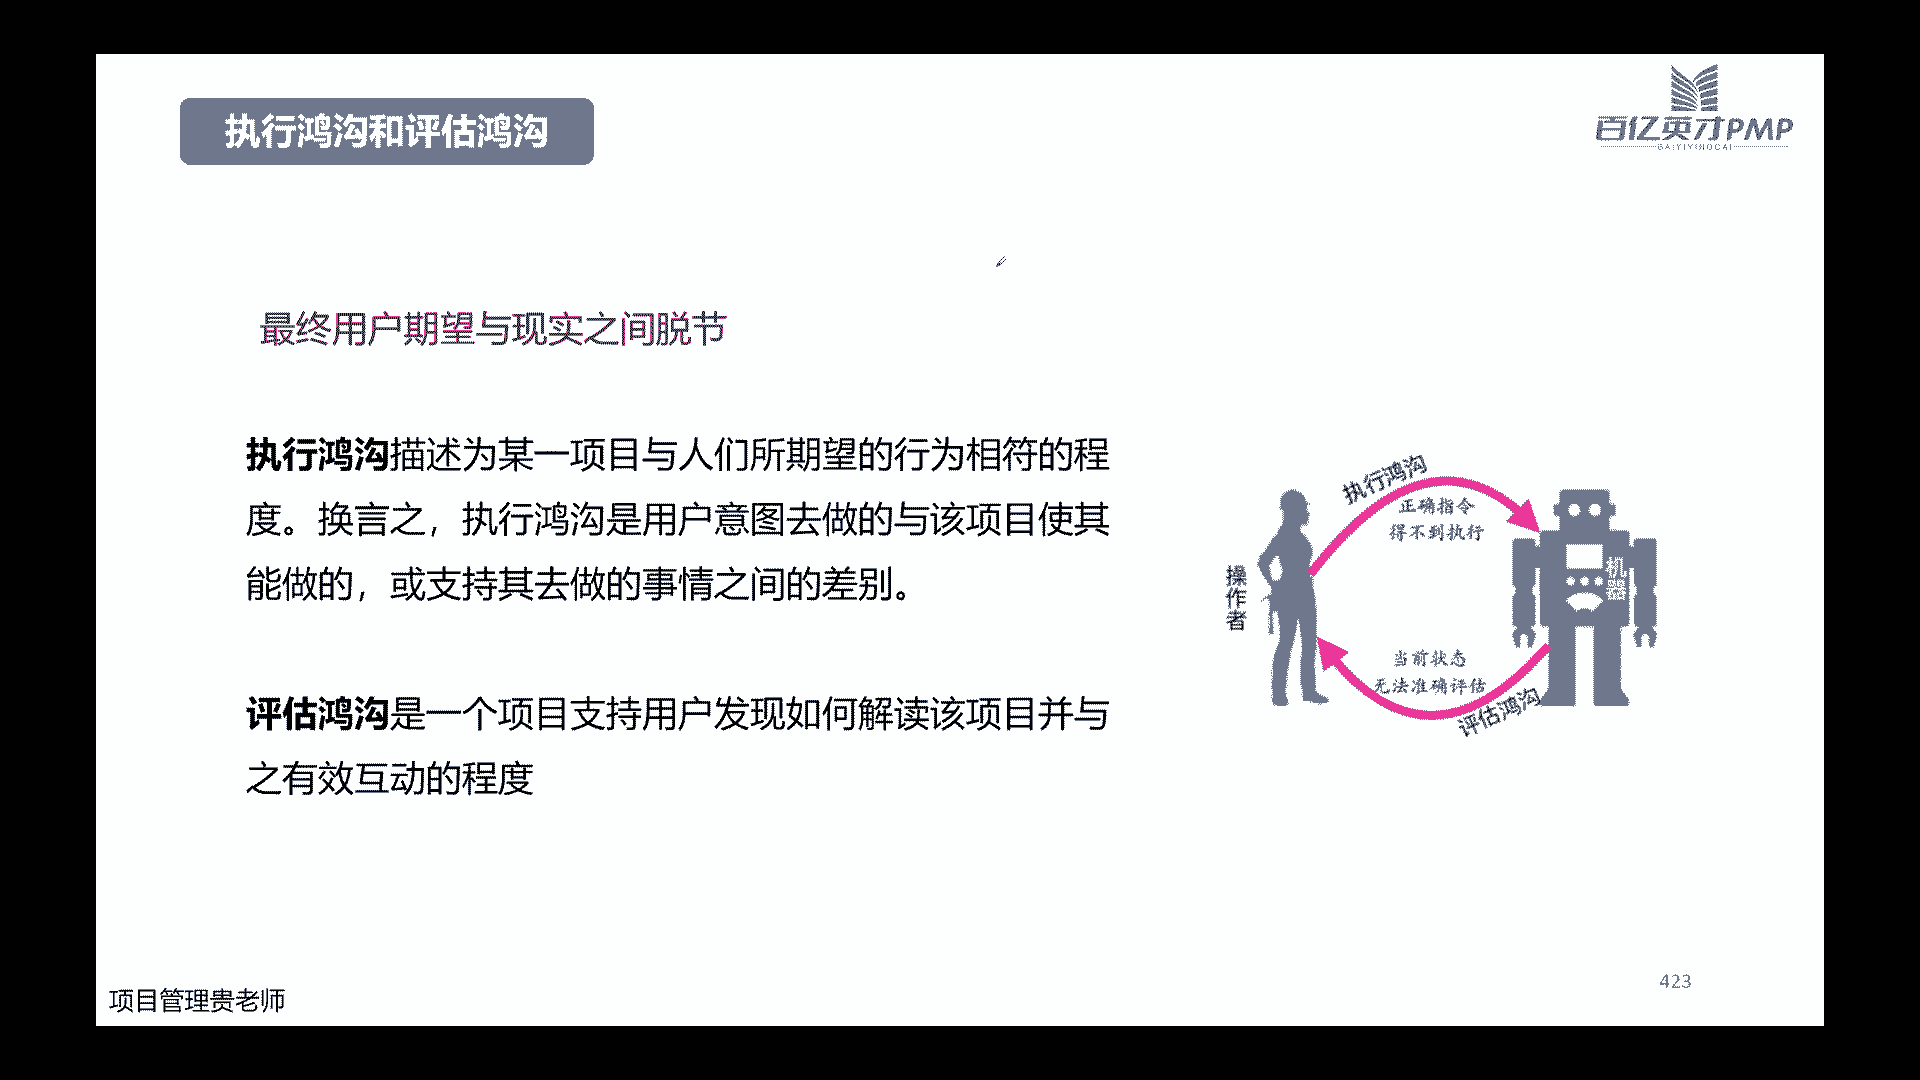 执行鸿沟和评估鸿沟
百亿英才PMP
BAIYIYINGCAI
最终用户期望与现实之间脱节
执行鸿沟描述为某一项目与人们所期望的行为相符的程
度。换言之，执行鸿沟是用户意图去做的与该项目使其
能做的，或支持其去做的事情之间的差别。
评估鸿沟是一个项目支持用户发现如何解读该项目并与
之有效互动的程度
执行鸿沟
正确指令
得不到执行
操作者
机器
当前状态
无法准确评估
评估鸿沟
423
项目管理贵老师